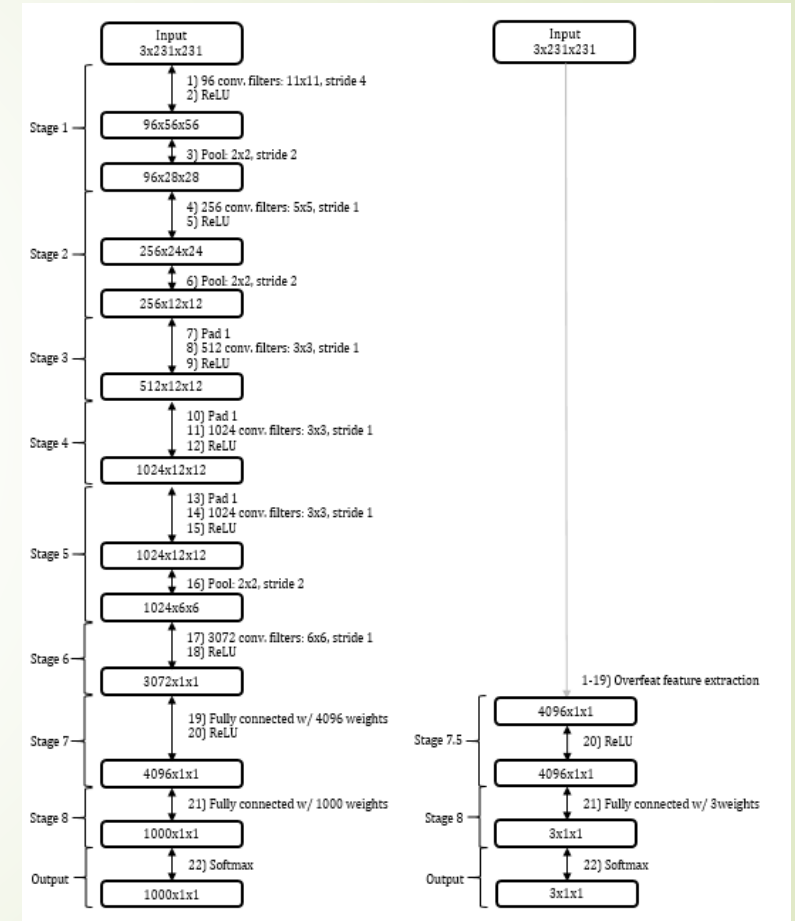 Input
3x231x231
1) 96 conv. filters: 11x11, stride 4
2) ReLU
Stage 1
96x56x56
3) Pool: 2x2, stride 2
96x28x28
4) 256 conv. filters: 5x5, stride 1
5) ReLU
Stage 2
256x24x24
6) Pool: 2x2, stride 2
256x12x12
7) Pad 1
8) 512 conv. filters: 3x3, stride 1
9) ReLU
Stage 3
512x12x12
10) Pad 1
11) 1024 conv. filters: 3x3, stride 1
12) ReLU
Stage 4
1024x12x12
13) Pad 1
14) 1024 conv. filters: 3x3, stride 1
15) ReLU
Stage 5
1024x12x12
16) Pool: 2x2, stride 2
1024x6x6
17) 3072 conv. filters: 6x6, stride 1
18) ReLU
Stage 6
3072x1x1
19) Fully connected w/ 4096 weights
20) ReLU
Stage 7
4096x1x1
21) Fully connected w/ 1000 weights
Stage 8
1000x1x1
22) Softmax
Output
1000x1x1
Input
3x231x231
1-19) Overfeat feature extraction
4096x1x1
Stage 7.5
20) ReLU
4096x1x1
21) Fully connected w/ 3weights
Stage 8
3x1x1
22) Softmax
Output
3x1x1